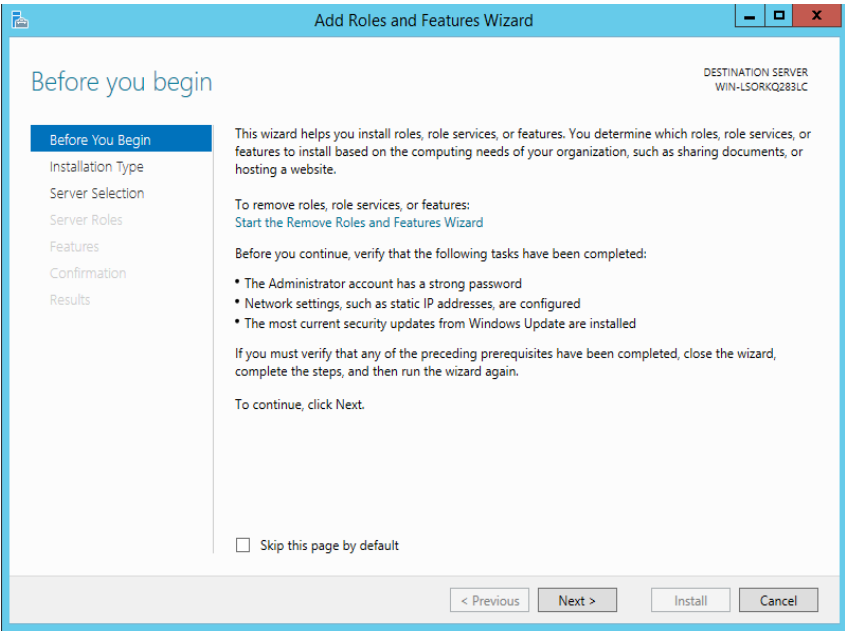 Add Roles and Features Wizard
Before you begin
DESTINATION SERVER
WIN-LSORKQ283LC
Before You Begin
Installation Type
Server Selection
Server Roles
Features
Confirmation
Results
This wizard helps you install roles, role services, or features. You determine which roles, role services, or
features to install based on the computing needs of your organization, such as sharing documents, or
hosting a website.
To remove roles, role services, or features:
Start the Remove Roles and Features Wizard
Before you continue, verify that the following tasks have been completed:
• The Administrator account has a strong password
• Network settings, such as static IP addresses, are configured
• The most current security updates from Windows Update are installed
If you must verify that any of the preceding prerequisites have been completed, close the wizard,
complete the steps, and then run the wizard again.
To continue, click Next.
Skip this page by default
< Previous
Next >
Install
Cancel